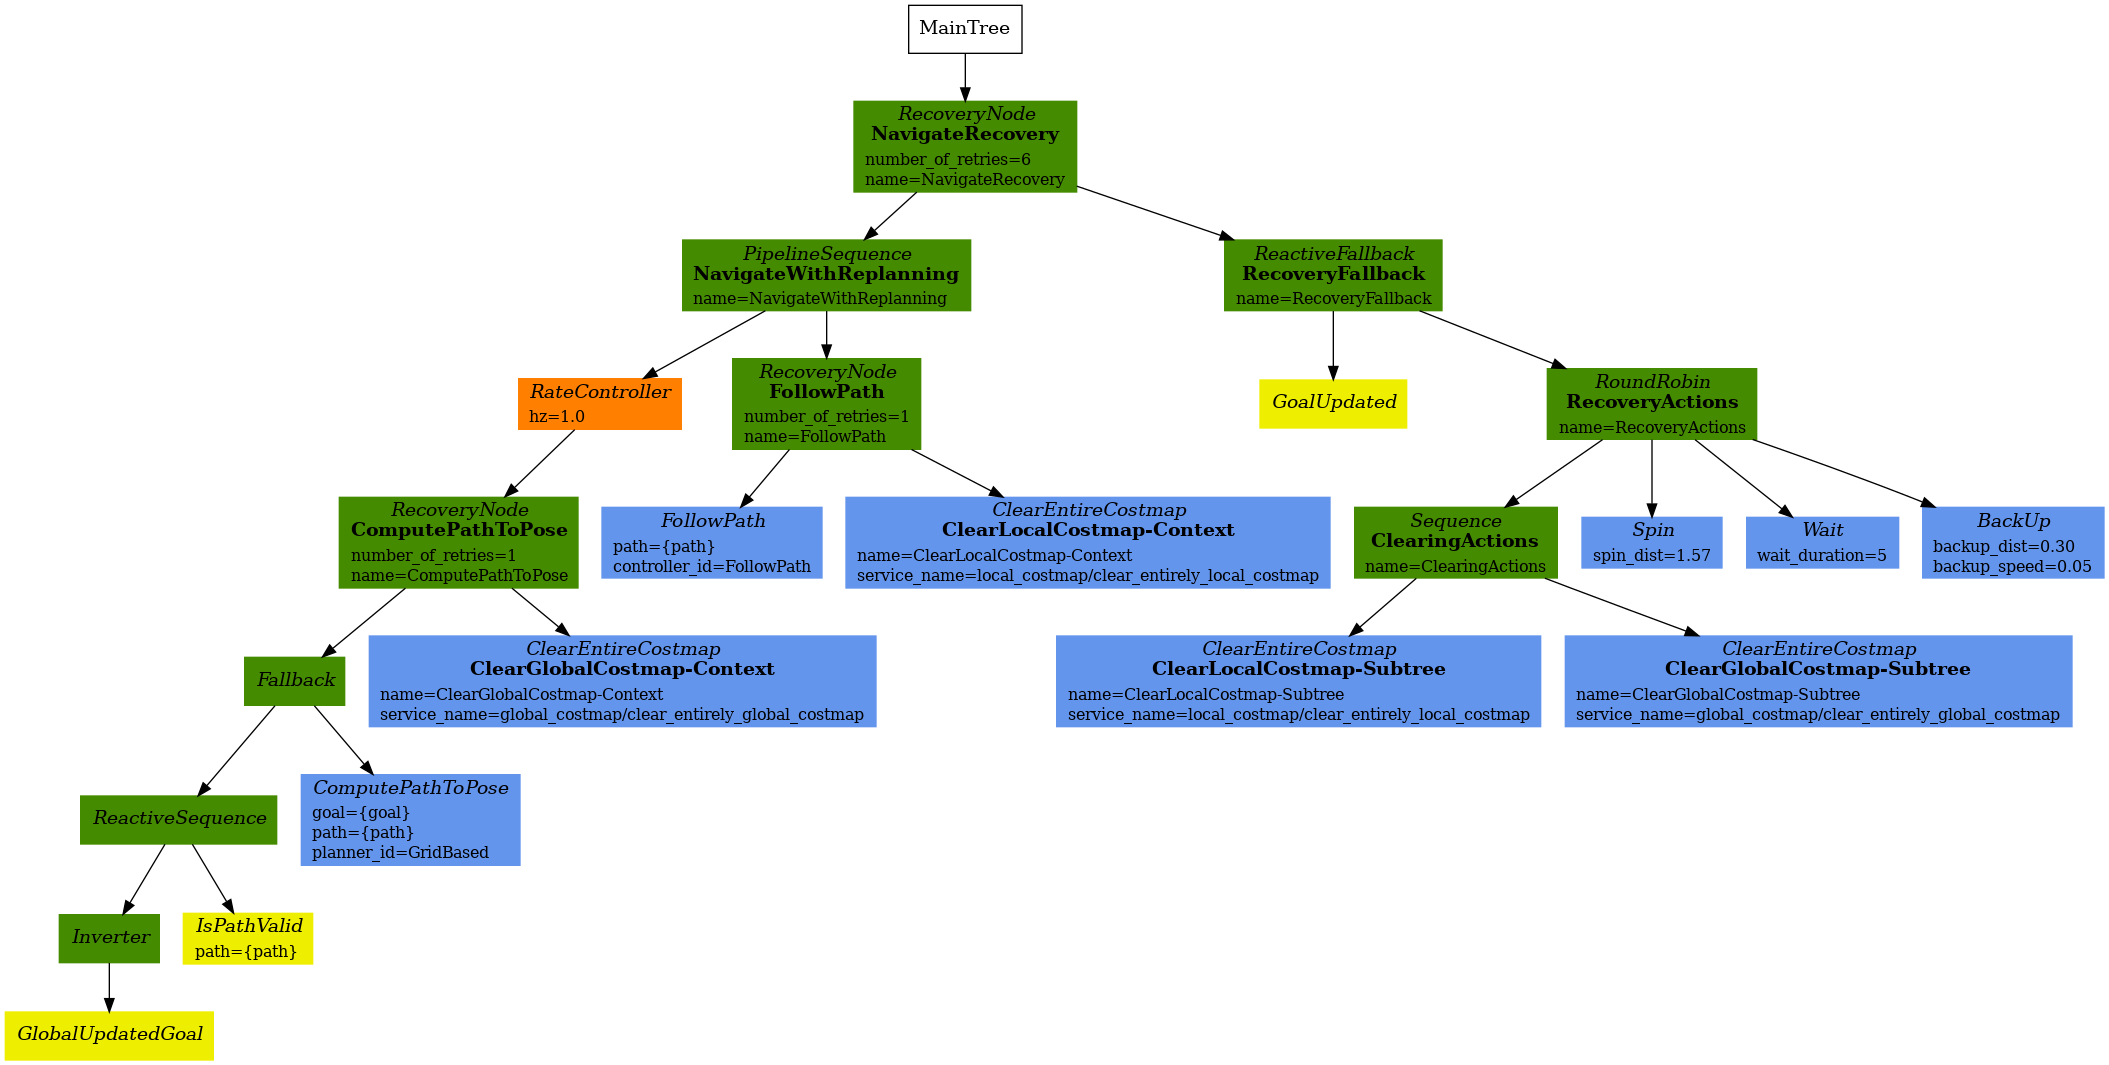 MainTree
RecoveryNode
NavigateRecovery
number_of_retries=6
name=NavigateRecovery
PipelineSequence
NavigateWithReplanning
name=NavigateWithReplanning
ReactiveFallback
RecoveryFallback
name=RecoveryFallback
RateController
hz=1.0
RecoveryNode
FollowPath
number_of_retries=1
name=FollowPath
GoalUpdated
RoundRobin
RecoveryActions
name=RecoveryActions
RecoveryNode
ComputePathToPose
number_of_retries=1
name=ComputePathToPose
FollowPath
path={path}
controller_id=FollowPath
ClearEntireCostmap
ClearLocalCostmap-Context
name=ClearLocalCostmap-Context
service_name=local_costmap/clear_entirely_local_costmap
Sequence
ClearingActions
name=ClearingActions
Spin
spin_dist=1.57
Wait
wait_duration=5
BackUp
backup_dist=0.30
backup_speed=0.05
Fallback
ClearEntireCostmap
ClearGlobalCostmap-Context
name=ClearGlobalCostmap-Context
service_name=global_costmap/clear_entirely_global_costmap
ClearEntireCostmap
ClearLocalCostmap-Subtree
name=ClearLocalCostmap-Subtree
service_name=local_costmap/clear_entirely_local_costmap
ClearEntireCostmap
ClearGlobalCostmap-Subtree
name=ClearGlobalCostmap-Subtree
service_name=global_costmap/clear_entirely_global_costmap
ReactiveSequence
ComputePathToPose
goal={goal}
path={path}
planner_id=GridBased
Inverter
IsPathValid
path={path}
GlobalUpdatedGoal